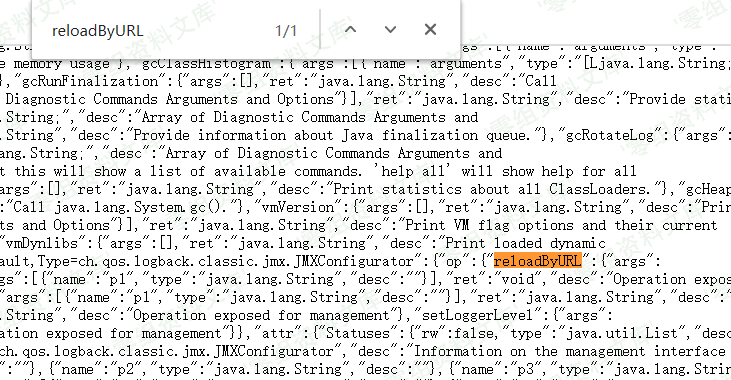 reloadByURL 1/1
ng.Str
e memory usage"}, gcClassHistogram :{ args :[{ name : arguments ,"type":"[Ljava.lang.String;
},"gcRunFinalization":{"args":[],"ret":"java.lang.String","desc":"Call
Diagnostic Commands Arguments and Options"}],"ret":"java.lang.String","desc":"Provide stati
.String;","desc":"Array of Diagnostic Commands Arguments and
.String","desc":"Provide information about Java finalization queue."},"gcRotateLog":{"args":
ang.String;","desc":"Array of Diagnostic Commands Arguments and
t this will show a list of available commands. 'help all' will show help for all
args":[],"ret":"java.lang.String","desc":"Print statistics about all ClassLoaders."},"gcHeap
"Call java.lang.System.gc()."},"vmVersion":{"args":[],"ret":"java.lang.String","desc":"Prin
ts and Options"}],"ret":"java.lang.String","desc":"Print VM flag options and their current
"vmDynlibs":{"args":[],"ret":"java.lang.String","desc":"Print loaded dynamic
ault,Type=ch.qos.logback.classic.jmx.JMXConfigurator":{"op":{"reloadByURL":{"args":
gs":[{"name":"p1","type":"java.lang.String","desc":""}],"ret":"void","desc":"Operation expos
"args":[{"name":"p1","type":"java.lang.String","desc":""}],"ret":"java.lang.String","desc":"
String","desc":"Operation exposed for management"},"setLoggerLevel":{"args":
ation exposed for management"}},"attr":{"Statuses":{"rw":false,"type":"java.util.List","desc
ch.qos.logback.classic.jmx.JMXConfigurator","desc":"Information on the management interface
""},{"name":"p2","type":"java.lang.String","desc":""},{"name":"p3","type":"java.lang.String